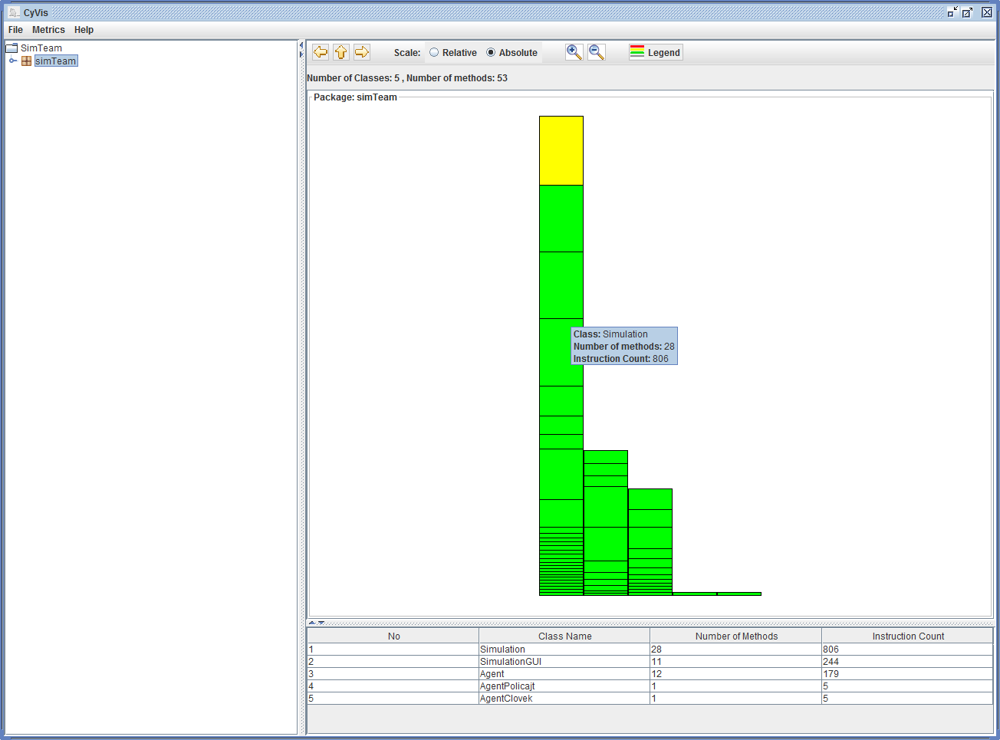 CyVis
File Metrics Help
SimTeam
simTeam
Scale: Relative Absolute Legend
Number of Classes: 5 , Number of methods: 53
Package: simTeam
Class: Simulation
Number of methods: 28
Instruction Count: 806
No Class Name Number of Methods Instruction Count
1 Simulation 28 806
2 SimulationGUI 11 244
3 Agent 12 179
4 AgentPolicajt 1 5
5 AgentClovek 1 5